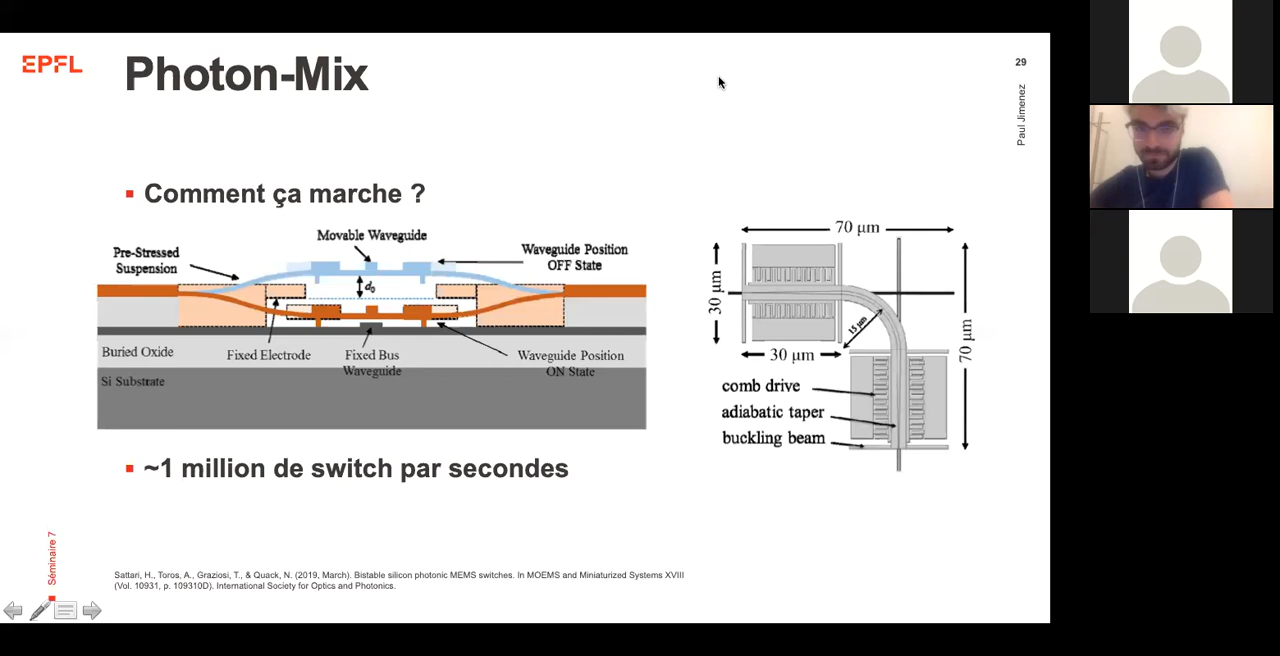 EPFL
Photon-Mix
29
Paul Jimenez
Comment ça marche ?
Pre-Stressed
Suspension
Movable Waveguide
Waveguide Position
OFF State
d₀
Buried Oxide
Fixed Electrode
Fixed Bus
Waveguide
Waveguide Position
ON State
Si Substrate
70 µm
30 µm
15 µm
30 µm
70 µm
comb drive
adiabatic taper
buckling beam
~1 million de switch par secondes
Séminaire 7
Sattari, H., Toros, A., Graziosi, T., & Quack, N. (2019, March). Bistable silicon photonic MEMS switches. In MOEMS and Miniaturized Systems XVIII
(Vol. 10931, p. 109310D). International Society for Optics and Photonics.